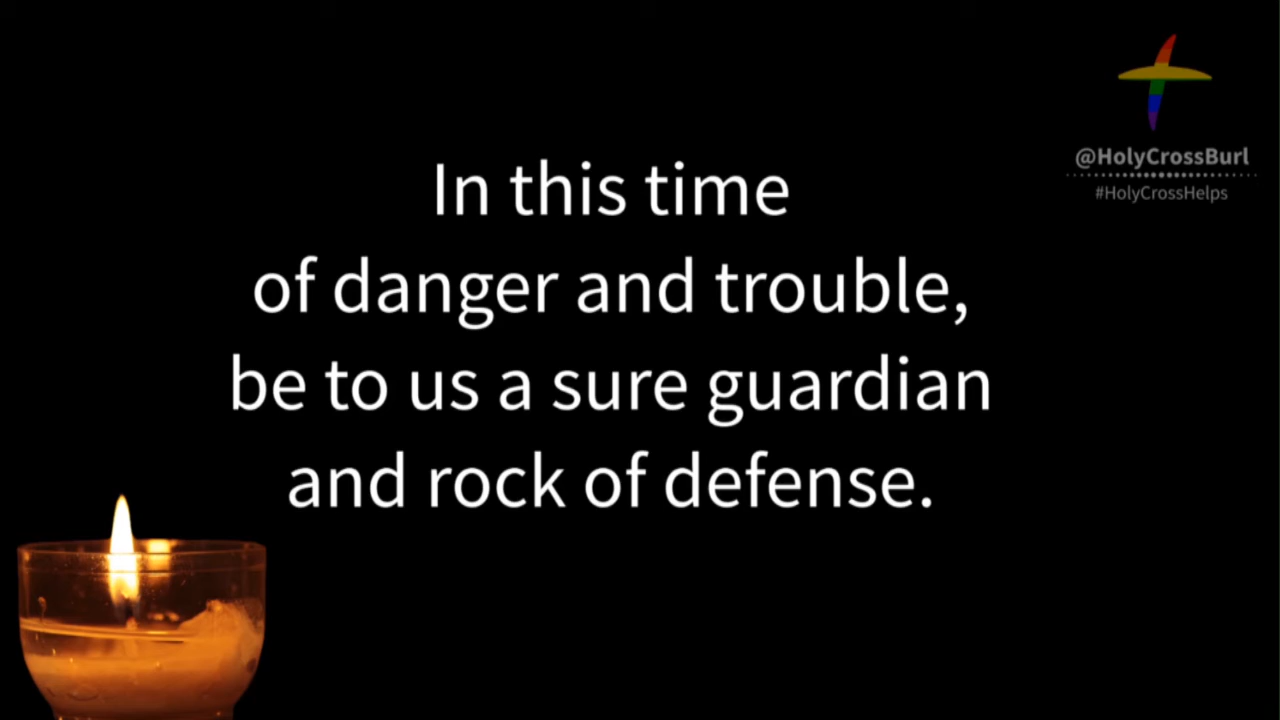 In this time
of danger and trouble,
be to us a sure guardian
and rock of defense.
@HolyCrossBurl
#HolyCrossHelps